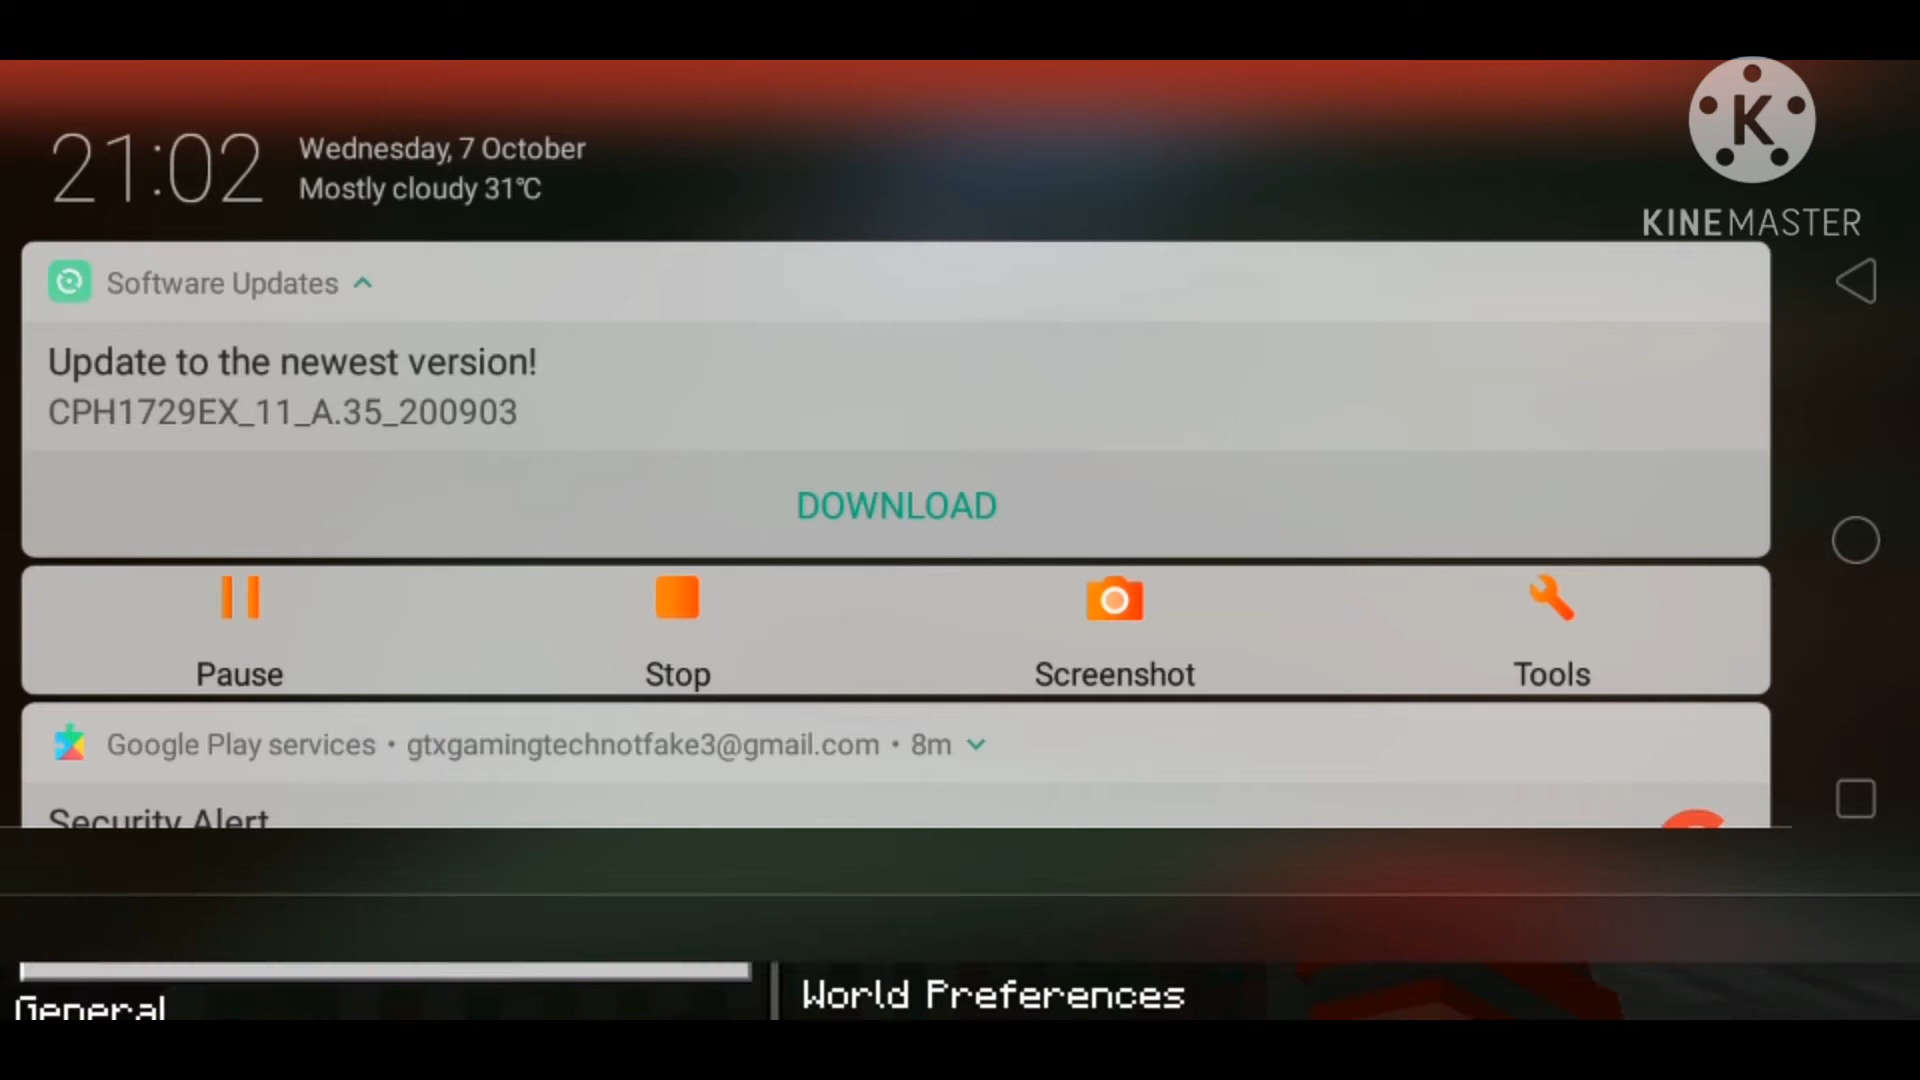 21:02
Wednesday, 7 October
Mostly cloudy 31°C
K
KINEMASTER
Software Updates
Update to the newest version!
CPH1729EX_11_A.35_200903
DOWNLOAD
Pause
Stop
Screenshot
Tools
Google Play services • gtxgamingtechnotfake3@gmail.com • 8m
Security Alert
General
World Preferences